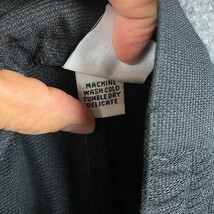 MACHINE
WASH COLD
TUMBLE DRY
DELICATE